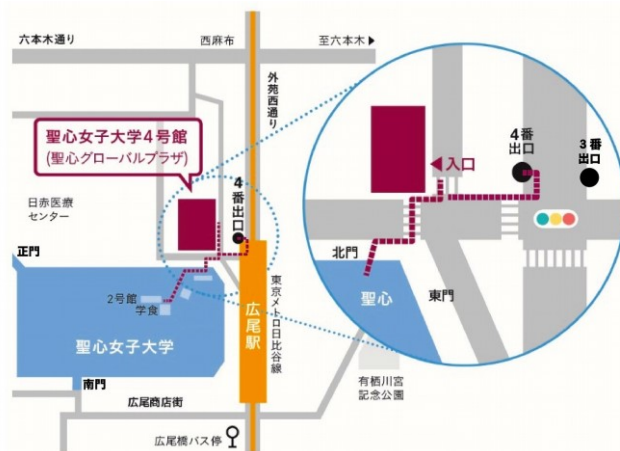 六本木通り
西麻布
至六本木▶
外苑西通り
聖心女子大学4号館
(聖心グローバルプラザ)
日赤医療
センター
4番出口
正門
2号館
学食
聖心女子大学
南門
広尾駅
東京メトロ日比谷線
広尾商店街
広尾橋バス停
有栖川宮
記念公園
4番
出口
3番
出口
入口
北門
聖心
東門